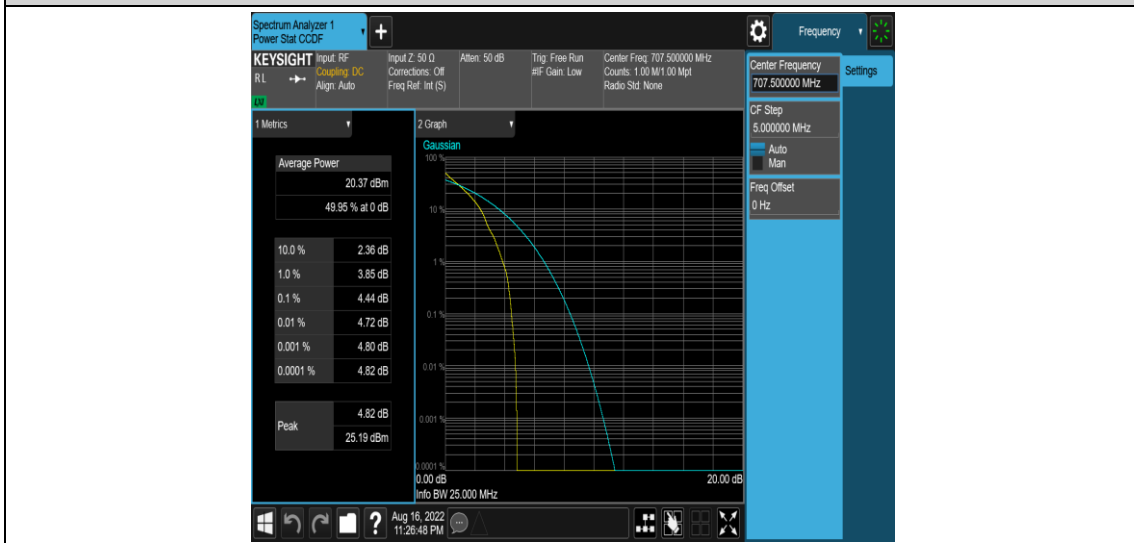 Spectrum Analyzer 1
Power Stat CCDF
+
Frequency
KEYSIGHT
RL
Input: RF
Coupling: DC
Align: Auto
Input Z: 50 Ω
Corrections: Off
Freq Ref: Int (S)
Atten: 50 dB
Trig: Free Run
#IF Gain: Low
Center Freq: 707.500000 MHz
Counts: 1.00 M/1.00 Mpt
Radio Std: None
Center Frequency
707.500000 MHz
Settings
CF Step
5.000000 MHz
Auto
Man
Freq Offset
0 Hz
1 Metrics
Average Power
20.37 dBm
49.95 % at 0 dB
10.0 % 2.36 dB
1.0 % 3.85 dB
0.1 % 4.44 dB
0.01 % 4.72 dB
0.001 % 4.80 dB
0.0001 % 4.82 dB
Peak
4.82 dB
25.19 dBm
2 Graph
Gaussian
100 %
10 %
1 %
0.1 %
0.01 %
0.001 %
0.0001 %
0.00 dB 20.00 dB
Info BW 25.000 MHz
?
Aug 16, 2022
11:26:48 PM